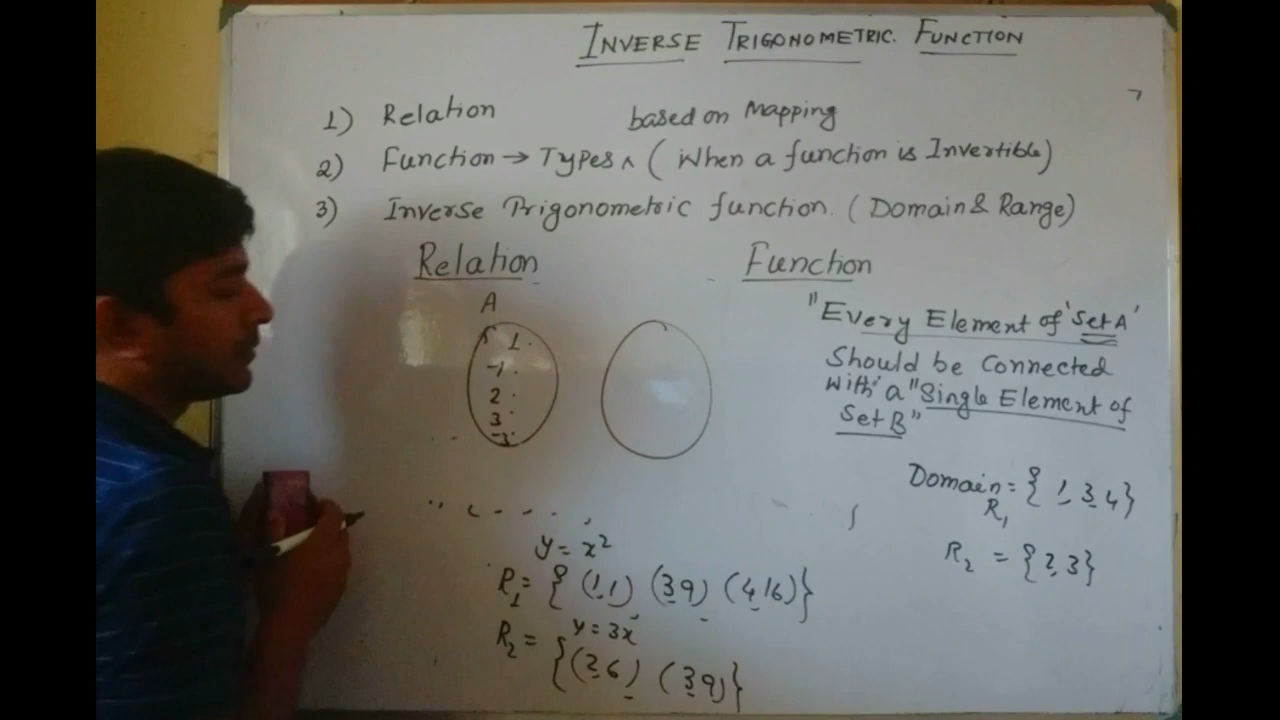 INVERSE TRIGONOMETRIC FUNCTION
1) Relation
based on Mapping
2) Function → Types ^ (When a function is Invertible)
3) Inverse Trigonometric function. (Domain & Range)
Relation
Function
A
1
-1
2
3
-3
"Every Element of 'Set A'
Should be Connected
with a "Single Element of
Set B"
Domain = { 1, 3, 4 }
R₁
R₂ = { 2, 3 }
y = x²
R₁ = { (1,1) (3,9) (4,16) }
y = 3x
R₂ = { (2,6) (3,9) }